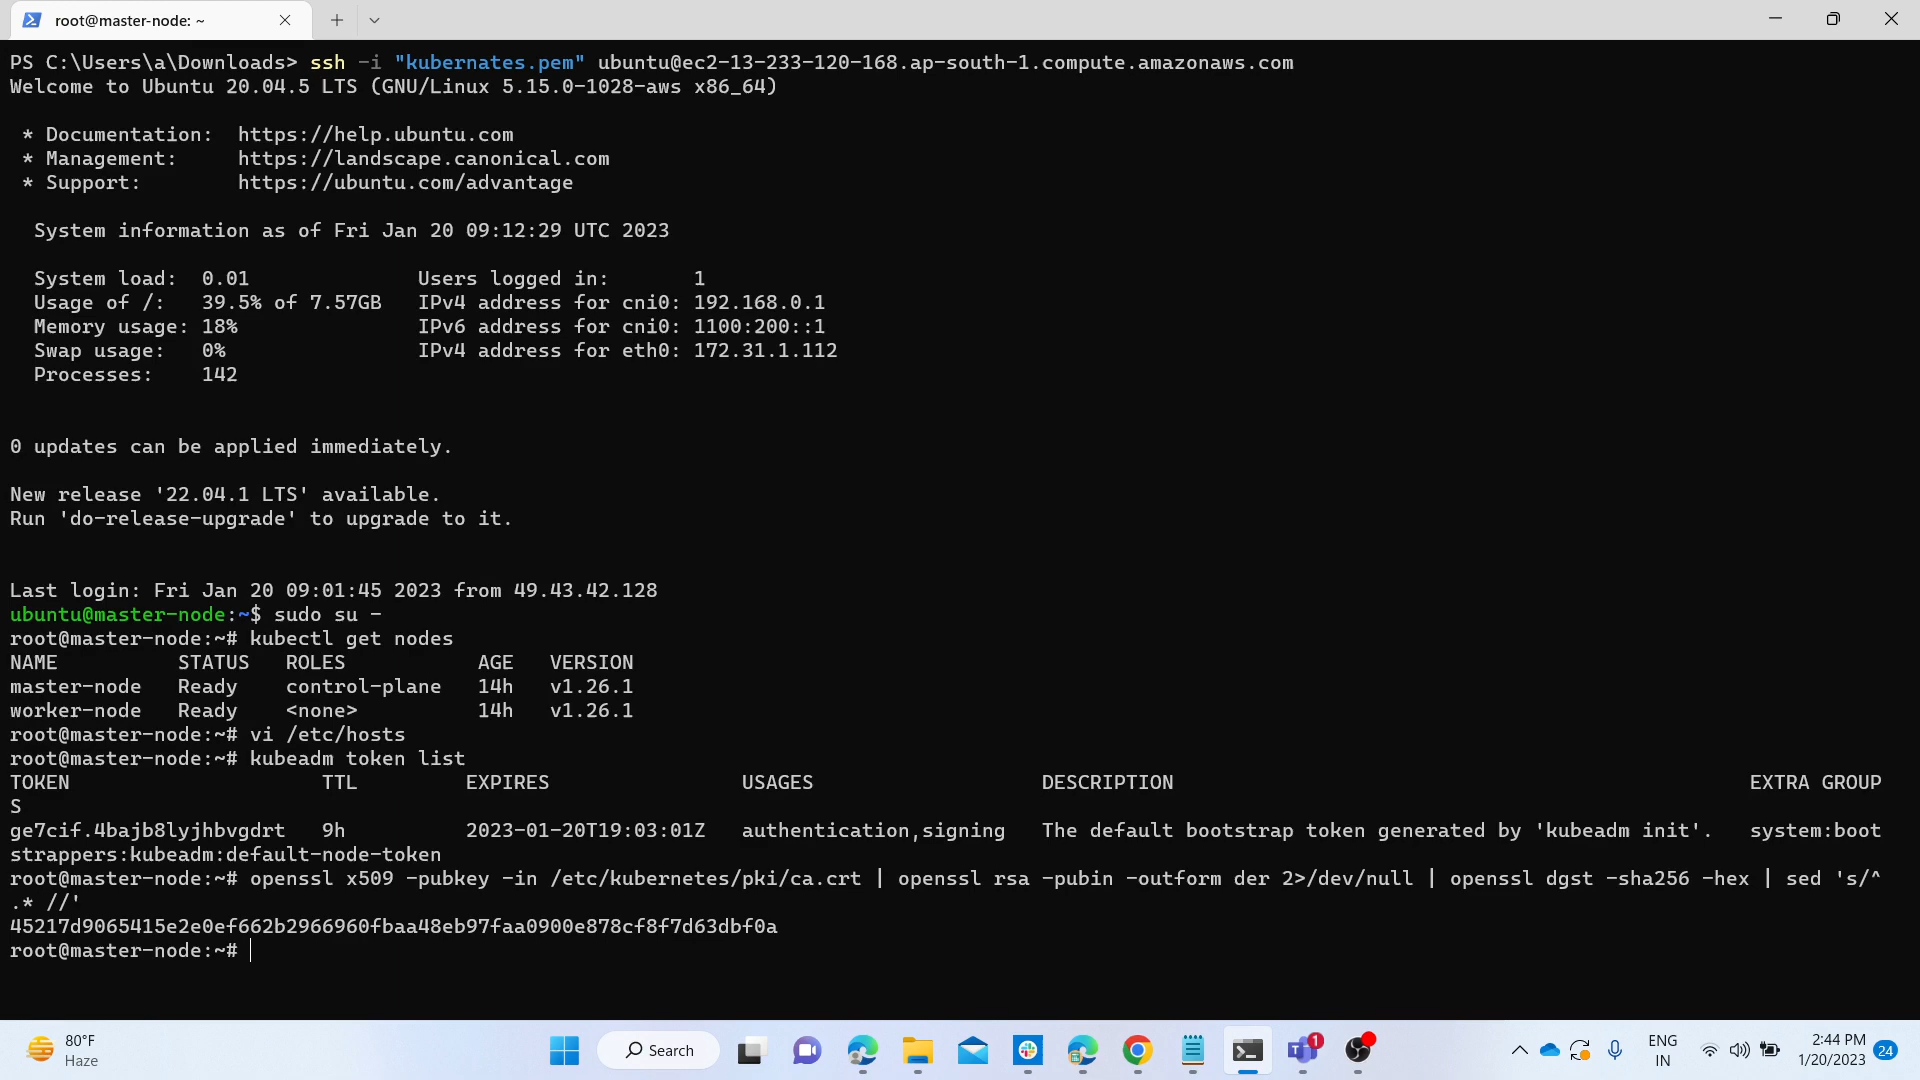 root@master-node: ~
PS C:\Users\a\Downloads> ssh -i "kubernates.pem" ubuntu@ec2-13-233-120-168.ap-south-1.compute.amazonaws.com
Welcome to Ubuntu 20.04.5 LTS (GNU/Linux 5.15.0-1028-aws x86_64)
* Documentation:  https://help.ubuntu.com
* Management:     https://landscape.canonical.com
* Support:        https://ubuntu.com/advantage
System information as of Fri Jan 20 09:12:29 UTC 2023
System load:  0.01              Users logged in:       1
Usage of /:   39.5% of 7.57GB   IPv4 address for cni0: 192.168.0.1
Memory usage: 18%               IPv6 address for cni0: 1100:200::1
Swap usage:   0%                IPv4 address for eth0: 172.31.1.112
Processes:    142
0 updates can be applied immediately.
New release '22.04.1 LTS' available.
Run 'do-release-upgrade' to upgrade to it.
Last login: Fri Jan 20 09:01:45 2023 from 49.43.42.128
ubuntu@master-node:~$ sudo su -
root@master-node:~# kubectl get nodes
NAME          STATUS   ROLES           AGE   VERSION
master-node   Ready    control-plane   14h   v1.26.1
worker-node   Ready    <none>          14h   v1.26.1
root@master-node:~# vi /etc/hosts
root@master-node:~# kubeadm token list
TOKEN                     TTL         EXPIRES                USAGES                   DESCRIPTION                                                EXTRA GROUP
S
ge7cif.4bajb8lyjhbvgdrt   9h          2023-01-20T19:03:01Z   authentication,signing   The default bootstrap token generated by 'kubeadm init'.   system:boot
strappers:kubeadm:default-node-token
root@master-node:~# openssl x509 -pubkey -in /etc/kubernetes/pki/ca.crt | openssl rsa -pubin -outform der 2>/dev/null | openssl dgst -sha256 -hex | sed 's/^
.* //'
45217d9065415e2e0ef662b2966960fbaa48eb97faa0900e878cf8f7d63dbf0a
root@master-node:~#
80°F
Haze
Search
1
ENG
IN
2:44 PM
1/20/2023
24